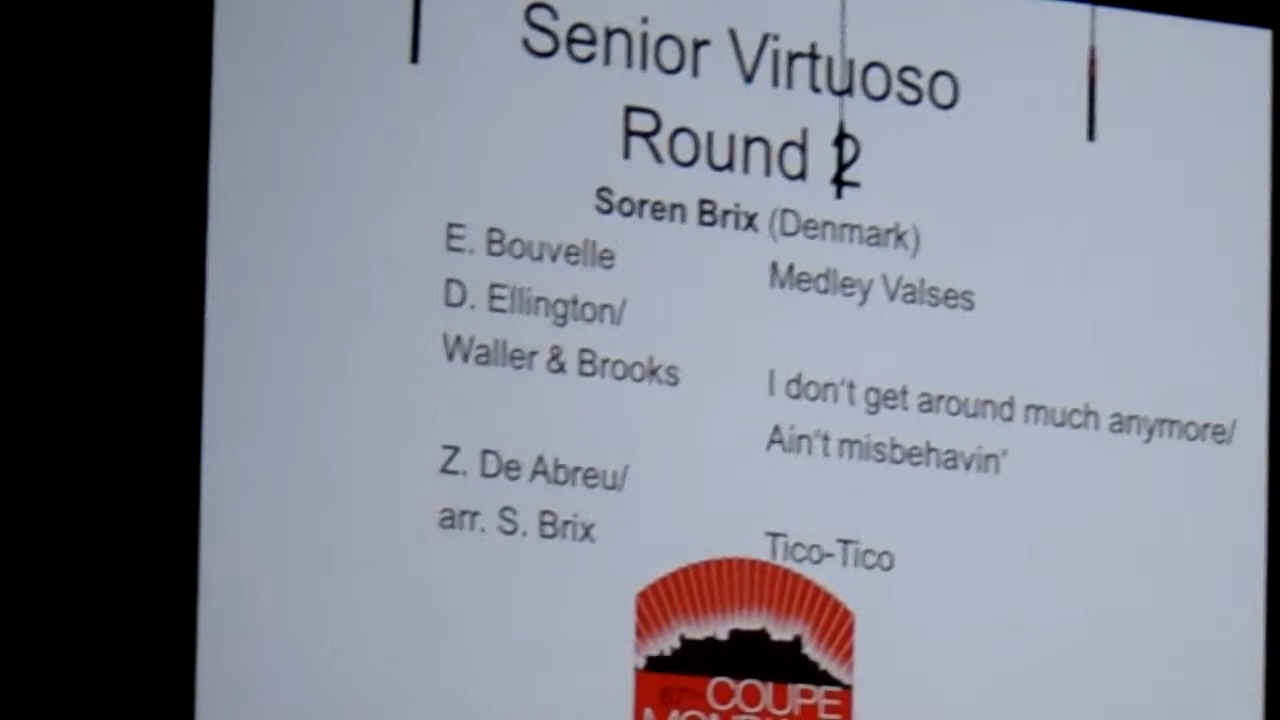 Senior Virtuoso
Round 2
Soren Brix (Denmark)
E. Bouvelle
Medley Valses
D. Ellington/
Waller & Brooks
I don't get around much anymore/
Ain't misbehavin'
Z. De Abreu/
arr. S. Brix
Tico-Tico
67th COUPE